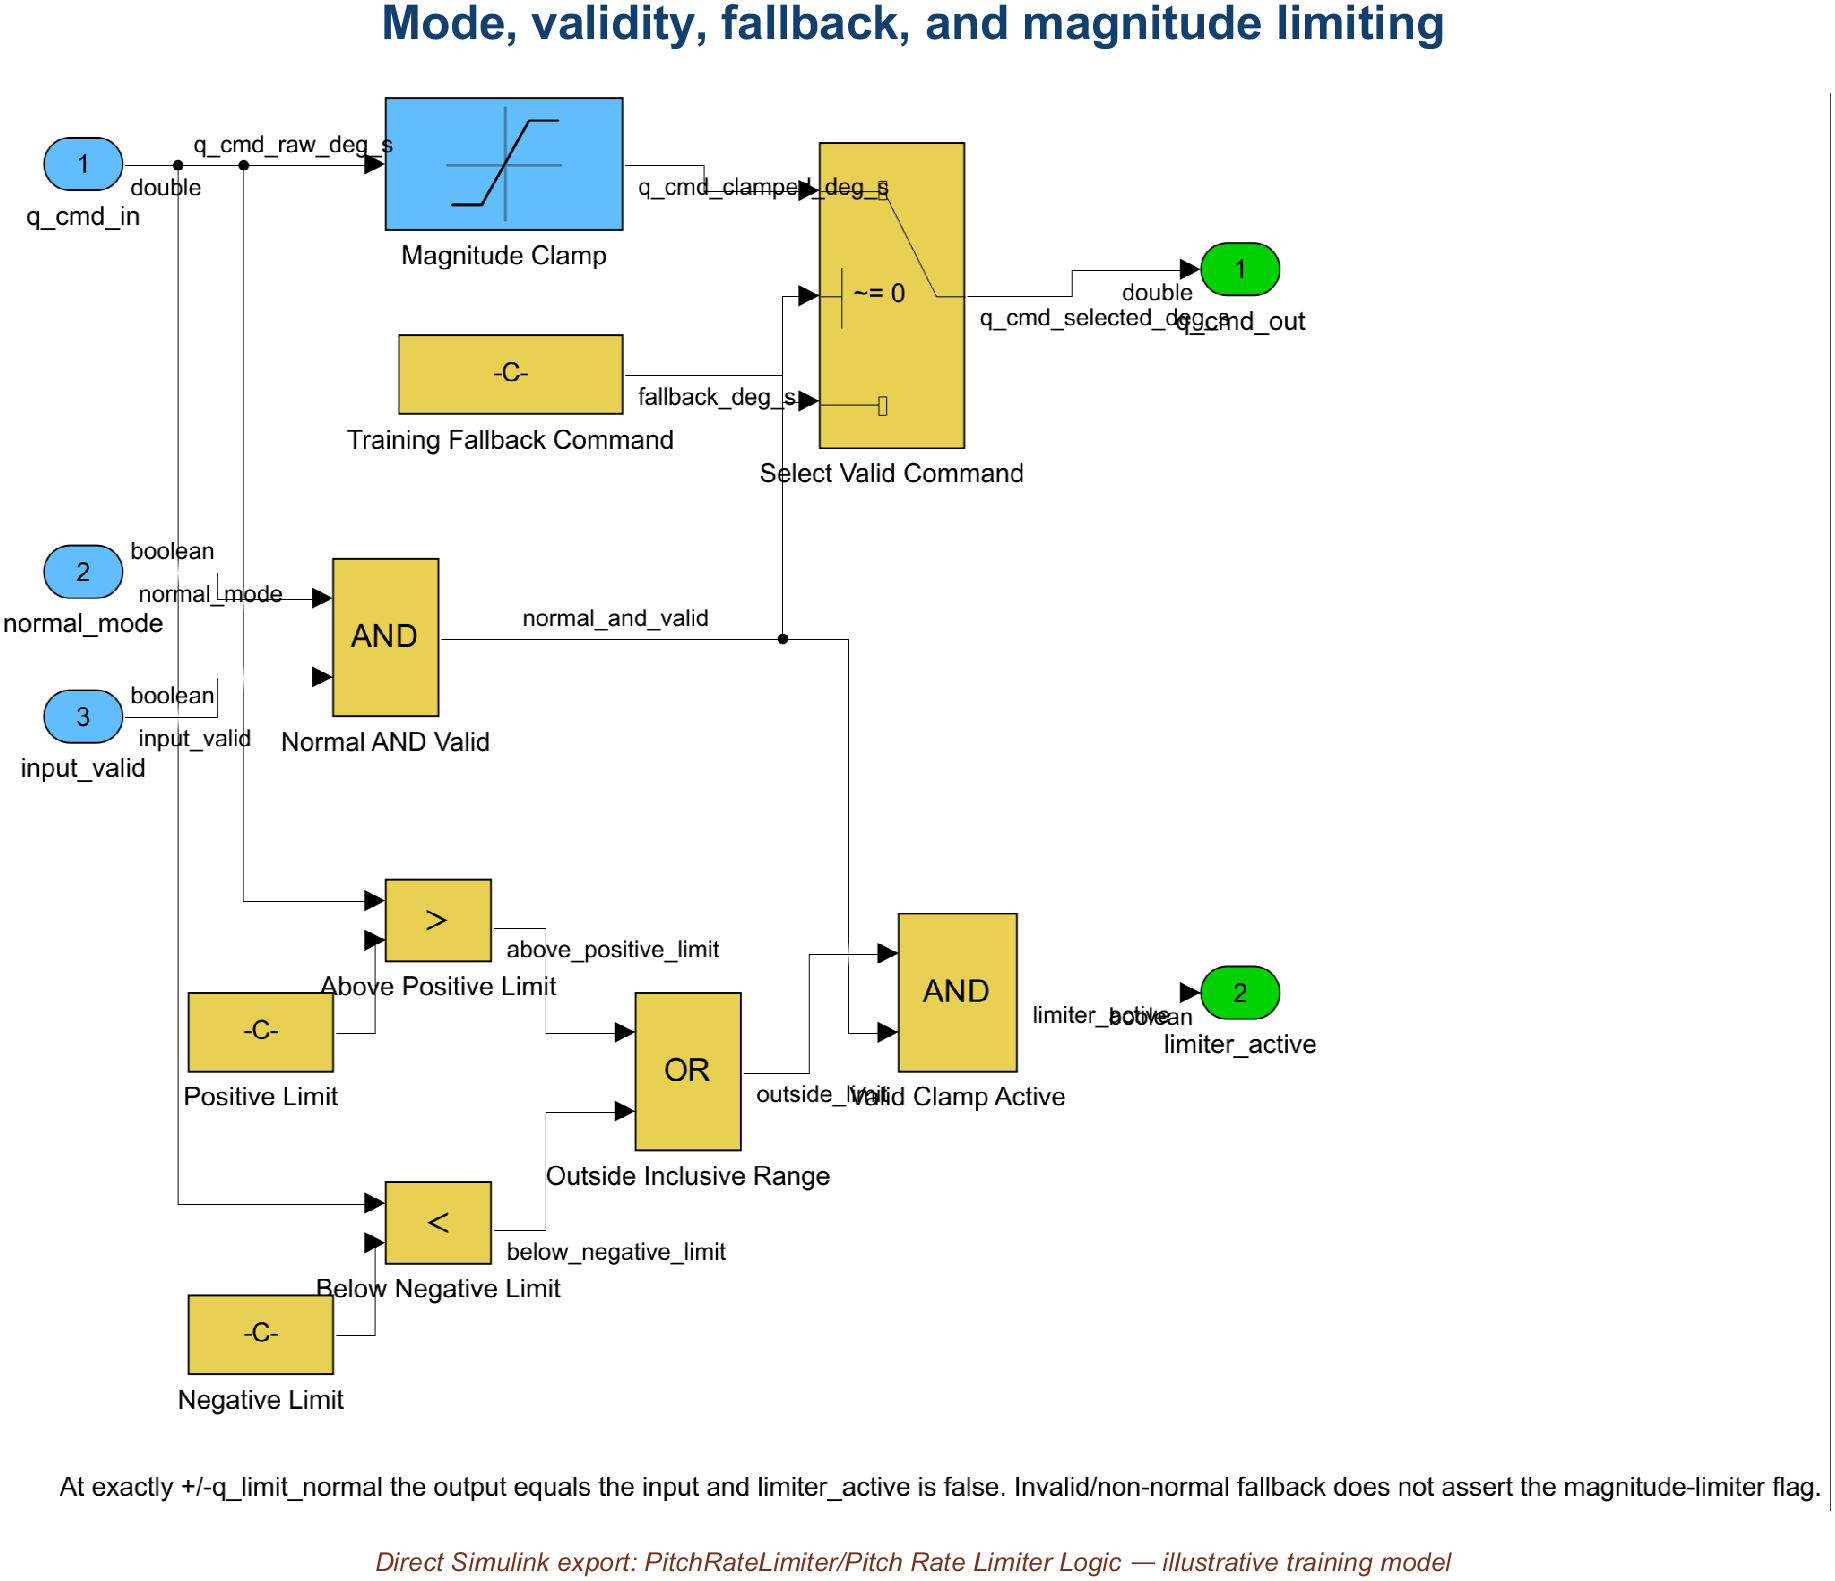 Mode, validity, fallback, and magnitude limiting
1
q_cmd_in
q_cmd_raw_deg_s
double
Magnitude Clamp
q_cmd_clamped_deg_s
~= 0
Select Valid Command
-C-
Training Fallback Command
fallback_deg_s
q_cmd_selected_deg_s
double
1
q_cmd_out
2
normal_mode
boolean
normal_mode
3
input_valid
boolean
input_valid
AND
Normal AND Valid
normal_and_valid
>
Above Positive Limit
above_positive_limit
-C-
Positive Limit
OR
Outside Inclusive Range
outside_limit
AND
Valid Clamp Active
limiter_active
boolean
2
limiter_active
<
Below Negative Limit
below_negative_limit
-C-
Negative Limit
At exactly +/-q_limit_normal the output equals the input and limiter_active is false. Invalid/non-normal fallback does not assert the magnitude-limiter flag.
Direct Simulink export: PitchRateLimiter/Pitch Rate Limiter Logic — illustrative training model